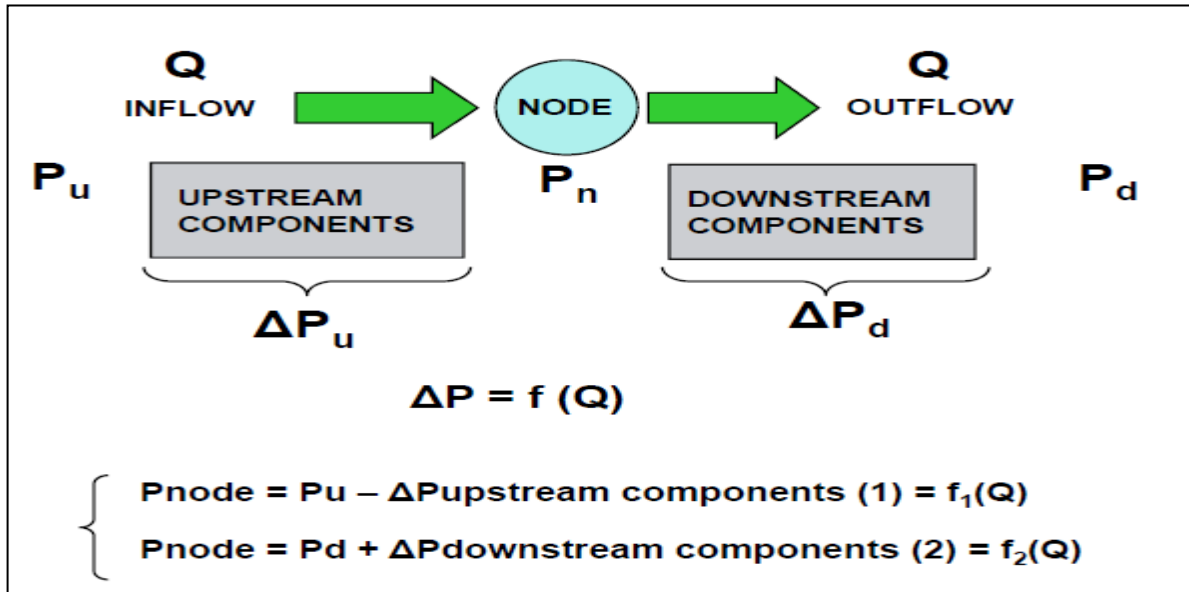 Q
INFLOW
NODE
Q
OUTFLOW
Pu
UPSTREAM
COMPONENTS
Pn
DOWNSTREAM
COMPONENTS
Pd
ΔPu
ΔPd
ΔP = f (Q)
Pnode = Pu – ΔPupstream components (1) = f1(Q)
Pnode = Pd + ΔPdownstream components (2) = f2(Q)